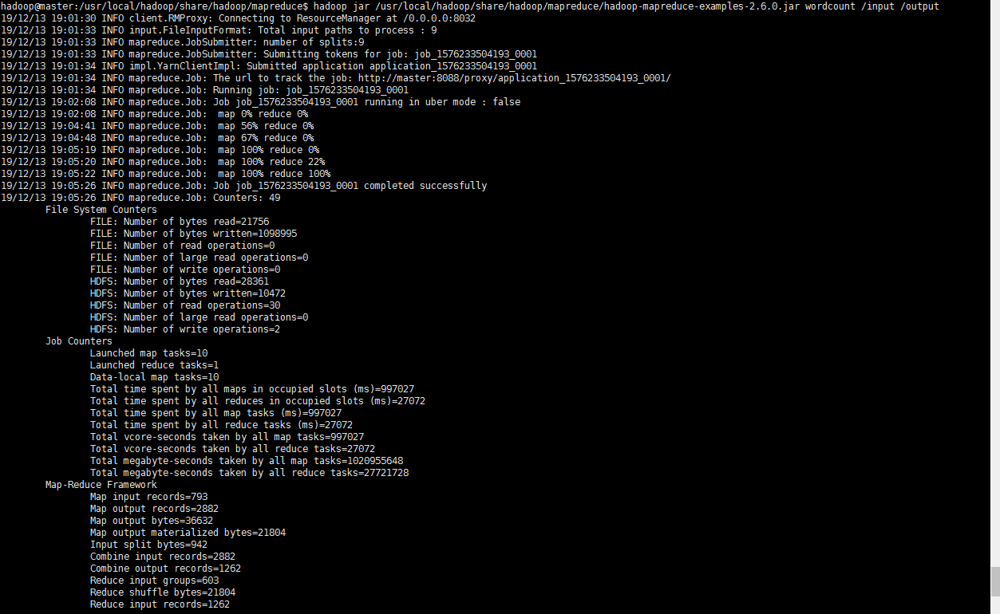 hadoop@master:/usr/local/hadoop/share/hadoop/mapreduce$ hadoop jar /usr/local/hadoop/share/hadoop/mapreduce/hadoop-mapreduce-examples-2.6.0.jar wordcount /input /output
19/12/13 19:01:30 INFO client.RMProxy: Connecting to ResourceManager at /0.0.0.0:8032
19/12/13 19:01:33 INFO input.FileInputFormat: Total input paths to process : 9
19/12/13 19:01:33 INFO mapreduce.JobSubmitter: number of splits:9
19/12/13 19:01:33 INFO mapreduce.JobSubmitter: Submitting tokens for job: job_1576233504193_0001
19/12/13 19:01:34 INFO impl.YarnClientImpl: Submitted application application_1576233504193_0001
19/12/13 19:01:34 INFO mapreduce.Job: The url to track the job: http://master:8088/proxy/application_1576233504193_0001/
19/12/13 19:01:34 INFO mapreduce.Job: Running job: job_1576233504193_0001
19/12/13 19:02:08 INFO mapreduce.Job: Job job_1576233504193_0001 running in uber mode : false
19/12/13 19:02:08 INFO mapreduce.Job:  map 0% reduce 0%
19/12/13 19:04:41 INFO mapreduce.Job:  map 56% reduce 0%
19/12/13 19:04:48 INFO mapreduce.Job:  map 67% reduce 0%
19/12/13 19:05:19 INFO mapreduce.Job:  map 100% reduce 0%
19/12/13 19:05:20 INFO mapreduce.Job:  map 100% reduce 22%
19/12/13 19:05:22 INFO mapreduce.Job:  map 100% reduce 100%
19/12/13 19:05:26 INFO mapreduce.Job: Job job_1576233504193_0001 completed successfully
19/12/13 19:05:26 INFO mapreduce.Job: Counters: 49
File System Counters
FILE: Number of bytes read=21756
FILE: Number of bytes written=1098995
FILE: Number of read operations=0
FILE: Number of large read operations=0
FILE: Number of write operations=0
HDFS: Number of bytes read=28361
HDFS: Number of bytes written=10472
HDFS: Number of read operations=30
HDFS: Number of large read operations=0
HDFS: Number of write operations=2
Job Counters
Launched map tasks=10
Launched reduce tasks=1
Data-local map tasks=10
Total time spent by all maps in occupied slots (ms)=997027
Total time spent by all reduces in occupied slots (ms)=27072
Total time spent by all map tasks (ms)=997027
Total time spent by all reduce tasks (ms)=27072
Total vcore-seconds taken by all map tasks=997027
Total vcore-seconds taken by all reduce tasks=27072
Total megabyte-seconds taken by all map tasks=1020955648
Total megabyte-seconds taken by all reduce tasks=27721728
Map-Reduce Framework
Map input records=793
Map output records=2882
Map output bytes=36632
Map output materialized bytes=21804
Input split bytes=942
Combine input records=2882
Combine output records=1262
Reduce input groups=603
Reduce shuffle bytes=21804
Reduce input records=1262